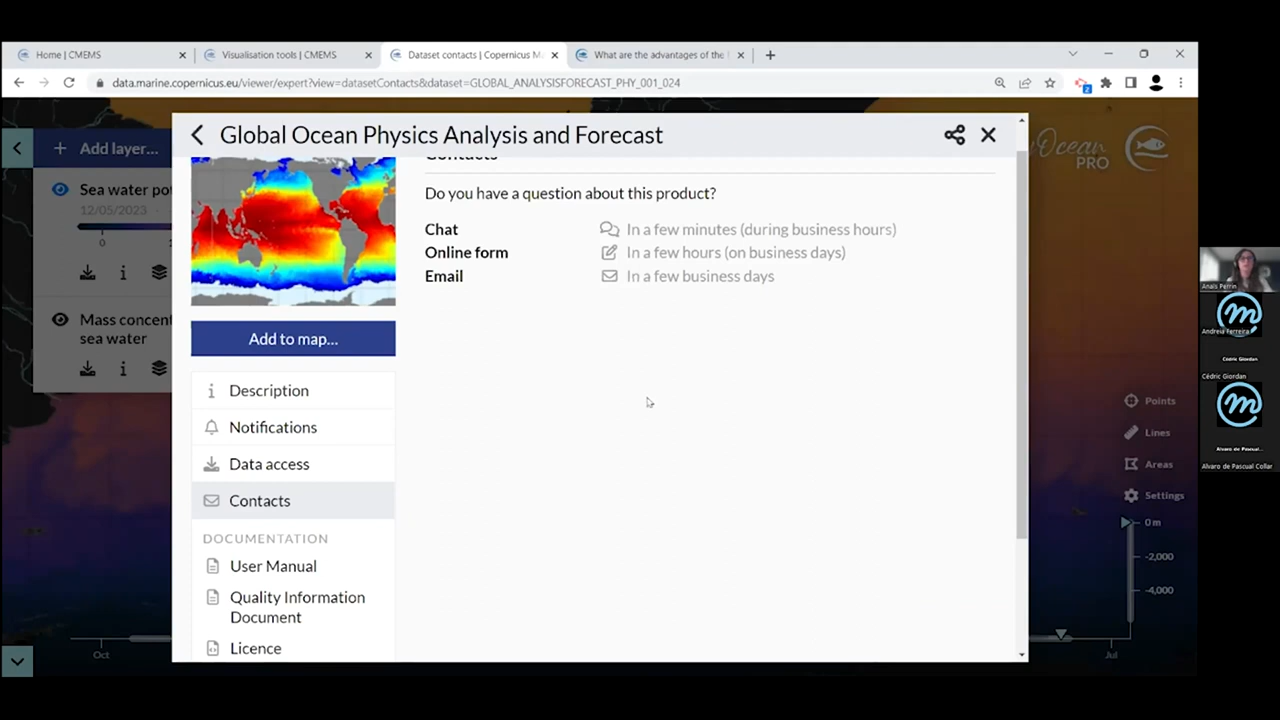 Home | CMEMS
Visualisation tools | CMEMS
Dataset contacts | Copernicus M
What are the advantages of the
data.marine.copernicus.eu/viewer/expert?view=datasetContacts&dataset=GLOBAL_ANALYSISFORECAST_PHY_001_024
2
Global Ocean Physics Analysis and Forecast
Add layer...
Ocean
PRO
Contacts
Sea water pot
12/05/2023
0
Do you have a question about this product?
Chat In a few minutes (during business hours)
Online form In a few hours (on business days)
Email In a few business days
Mass concent
sea water
Add to map...
Description
Notifications
Data access
Contacts
DOCUMENTATION
User Manual
Quality Information
Document
Licence
Points
Lines
Areas
Settings
0 m
-2,000
-4,000
Oct
Jul
Anaïs Perrin
Andreia Ferreira
Cédric Giordan
Cédric Giordan
Alvaro de Pascual...
Alvaro de Pascual Collar